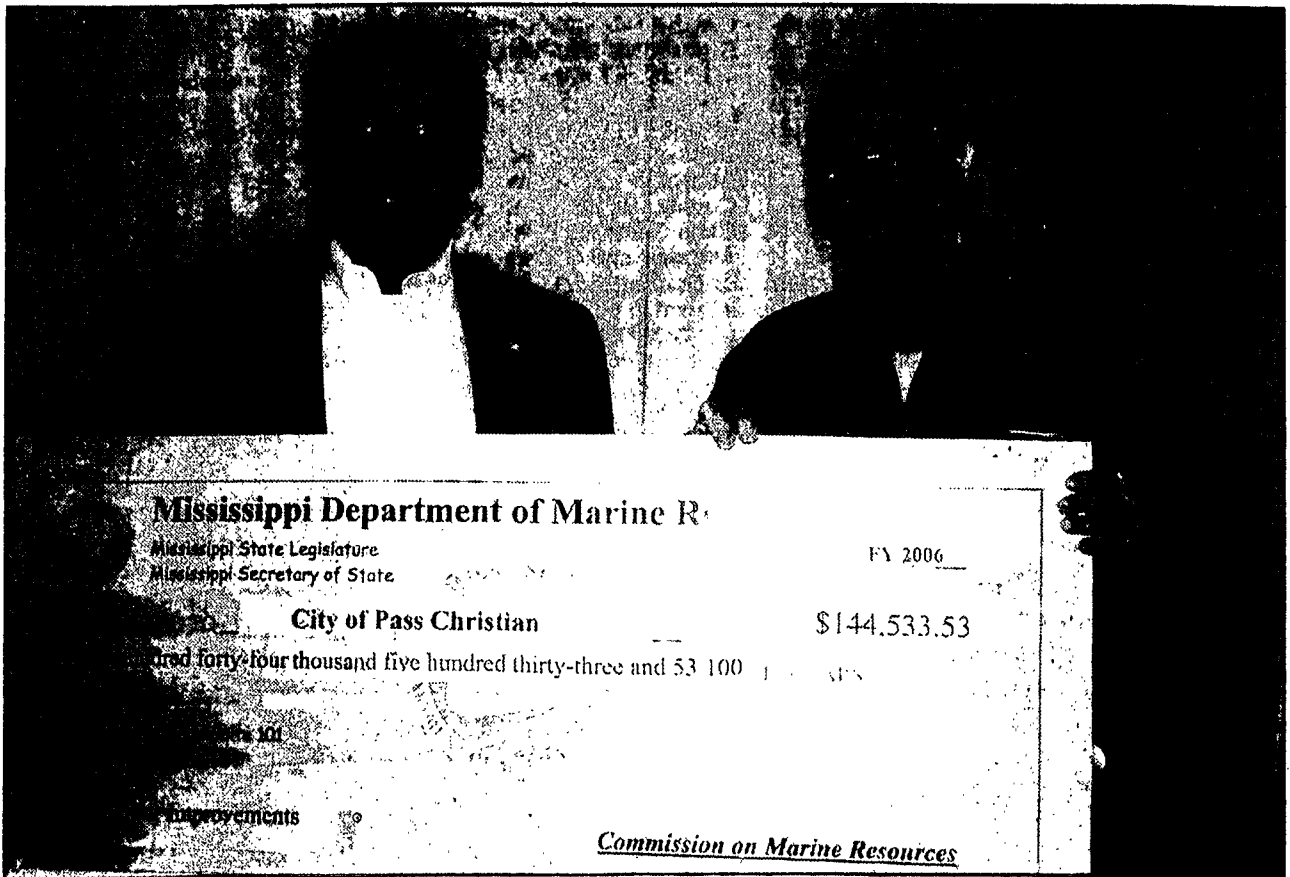 Mississippi Department of Marine
Mississippi State Legislature
FY 2006
Mississippi Secretary of State
City of Pass Christian
$144,533.53
forty-four thousand five hundred thirty-three and 53 100
101
improvements
Commission on Marine Resources